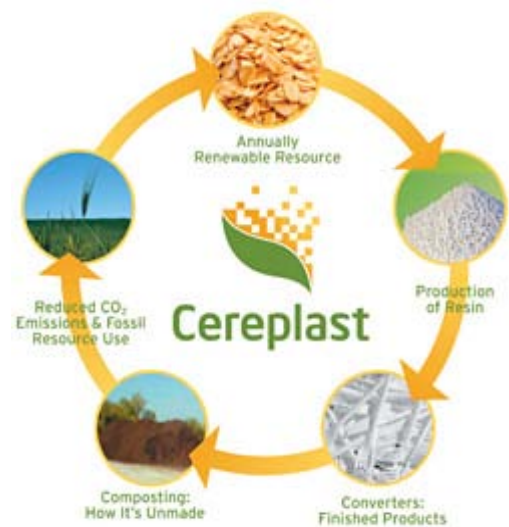 Annually
Renewable Resource
Production
of Resin
Converters:
Finished Products
Composting:
How It's Unmade
Reduced CO₂
Emissions & Fossil
Resource Use
Cereplast